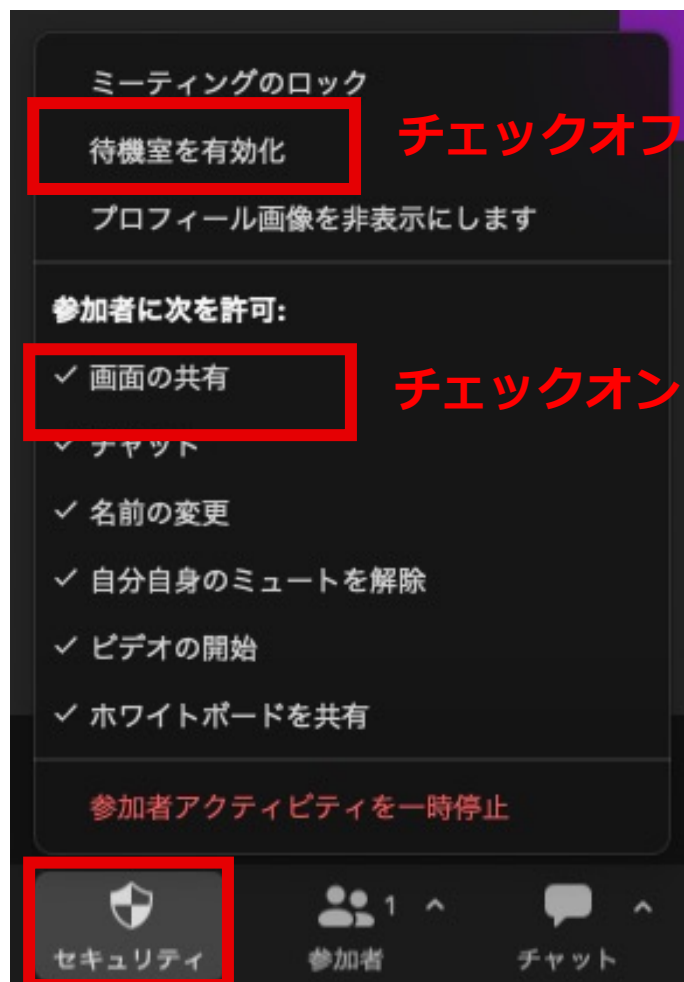 ミーティングのロック
待機室を有効化 チェックオフ
プロフィール画像を非表示にします
参加者に次を許可:
✓ 画面の共有 チェックオン
✓ チャット
✓ 名前の変更
✓ 自分自身のミュートを解除
✓ ビデオの開始
✓ ホワイトボードを共有
参加者アクティビティを一時停止
1
セキュリティ 参加者 チャット